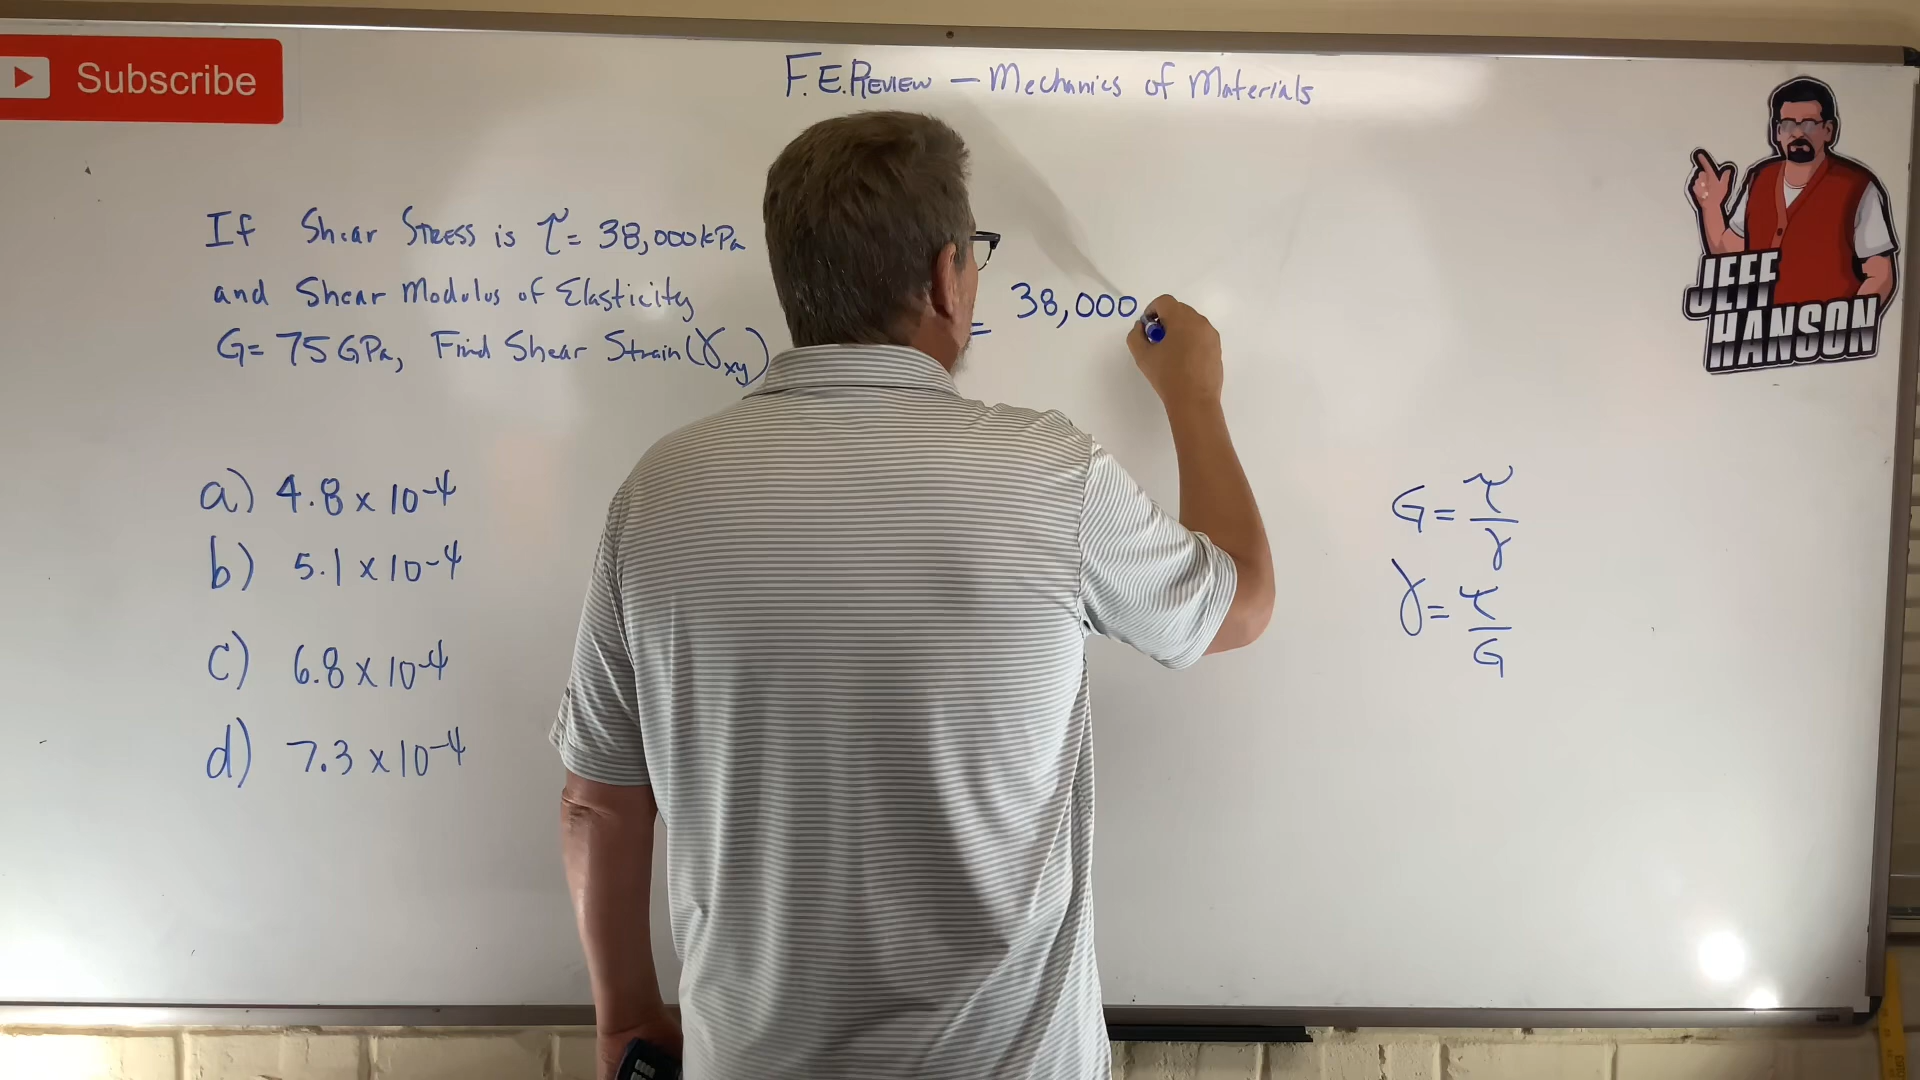 Subscribe
F.E. Review — Mechanics of Materials
If Shear Stress is τ = 38,000 kPa
and Shear Modulus of Elasticity
G = 75 GPa, Find Shear Strain (γxy)
= 38,000
a) 4.8 x 10-4
b) 5.1 x 10-4
c) 6.8 x 10-4
d) 7.3 x 10-4
G = τ/γ
γ = τ/G
JEFF
HANSON